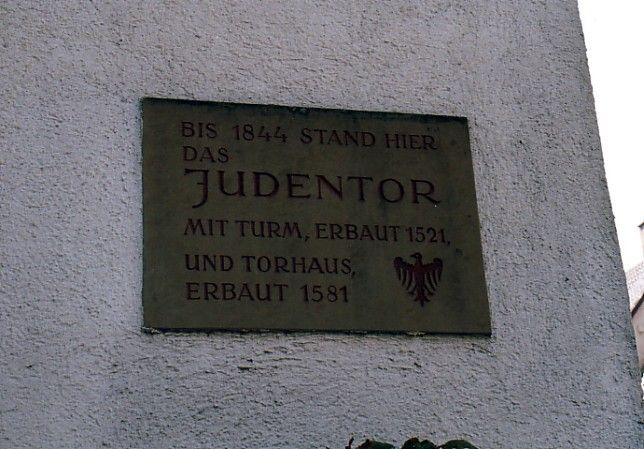 BIS 1844 STAND HIER
DAS
JUDENTOR
MIT TURM, ERBAUT 1521,
UND TORHAUS,
ERBAUT 1581